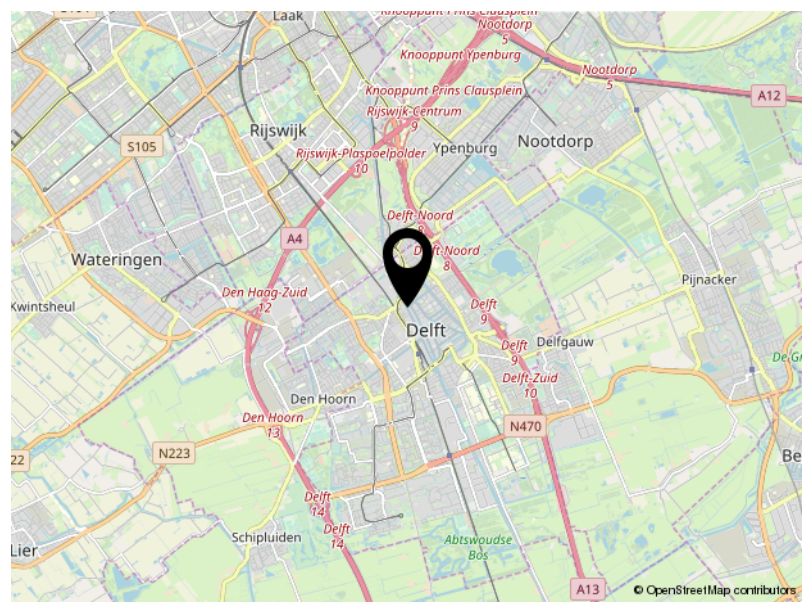 Knooppunt Prins Clausplein
Laak
Nootdorp
5
Knooppunt Ypenburg
Nootdorp
5
Knooppunt Prins Clausplein
A12
Rijswijk-Centrum
9
Rijswijk
S105
Ypenburg
Nootdorp
Rijswijk-Plaspoelpolder
10
Delft-Noord
8
A4
Delft-Noord
8
Wateringen
Pijnacker
Den Haag-Zuid
12
Kwintsheul
Delft
9
Delft
Delft
9
Delfgauw
De Gr
Delft-Zuid
10
Den Hoorn
Den Hoorn
13
N470
N223
22
Be
Delft
14
Delft
14
Schipluiden
Abtswoudse
Bos
Lier
A13
© OpenStreetMap contributors